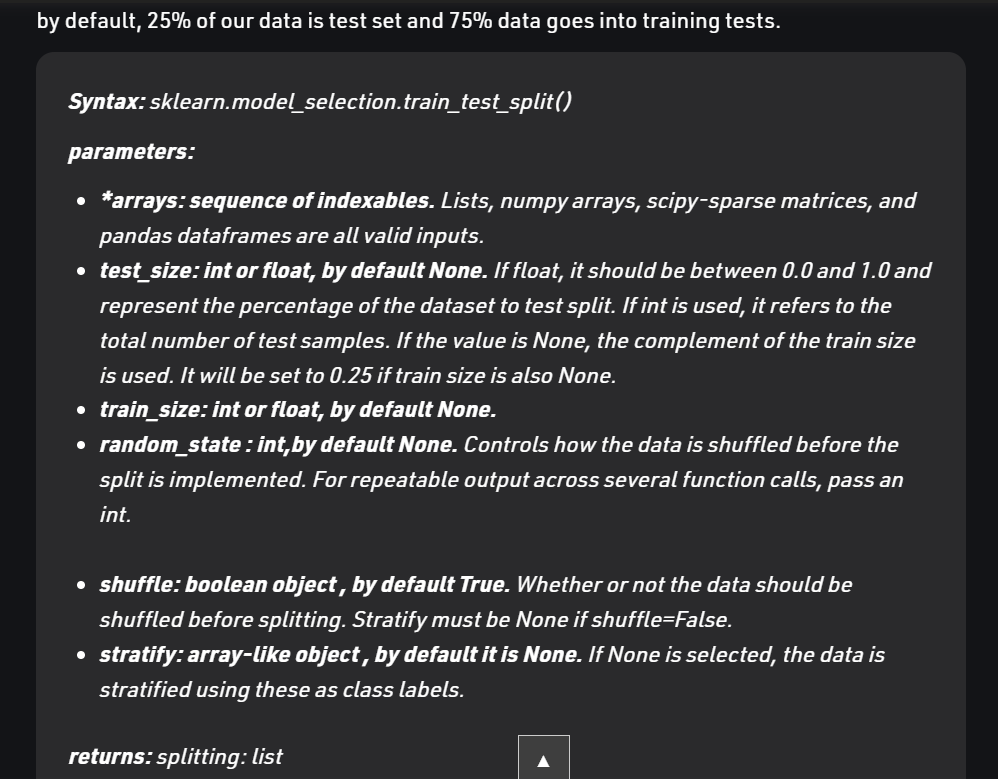 by default, 25% of our data is test set and 75% data goes into training tests.
Syntax: sklearn.model_selection.train_test_split()
parameters:
*arrays: sequence of indexables. Lists, numpy arrays, scipy-sparse matrices, and
pandas dataframes are all valid inputs.
test_size: int or float, by default None. If float, it should be between 0.0 and 1.0 and
represent the percentage of the dataset to test split. If int is used, it refers to the
total number of test samples. If the value is None, the complement of the train size
is used. It will be set to 0.25 if train size is also None.
train_size: int or float, by default None.
random_state : int,by default None. Controls how the data is shuffled before the
split is implemented. For repeatable output across several function calls, pass an
int.
shuffle: boolean object , by default True. Whether or not the data should be
shuffled before splitting. Stratify must be None if shuffle=False.
stratify: array-like object , by default it is None. If None is selected, the data is
stratified using these as class labels.
returns: splitting: list